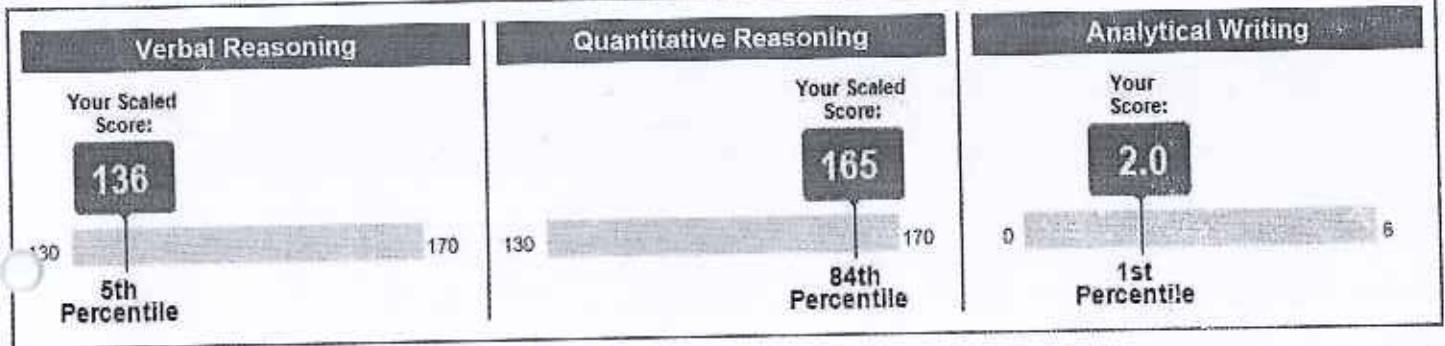 Verbal Reasoning
Your Scaled
Score:
136
130
170
5th
Percentile
Quantitative Reasoning
Your Scaled
Score:
165
130
170
84th
Percentile
Analytical Writing
Your
Score:
2.0
0
6
1st
Percentile